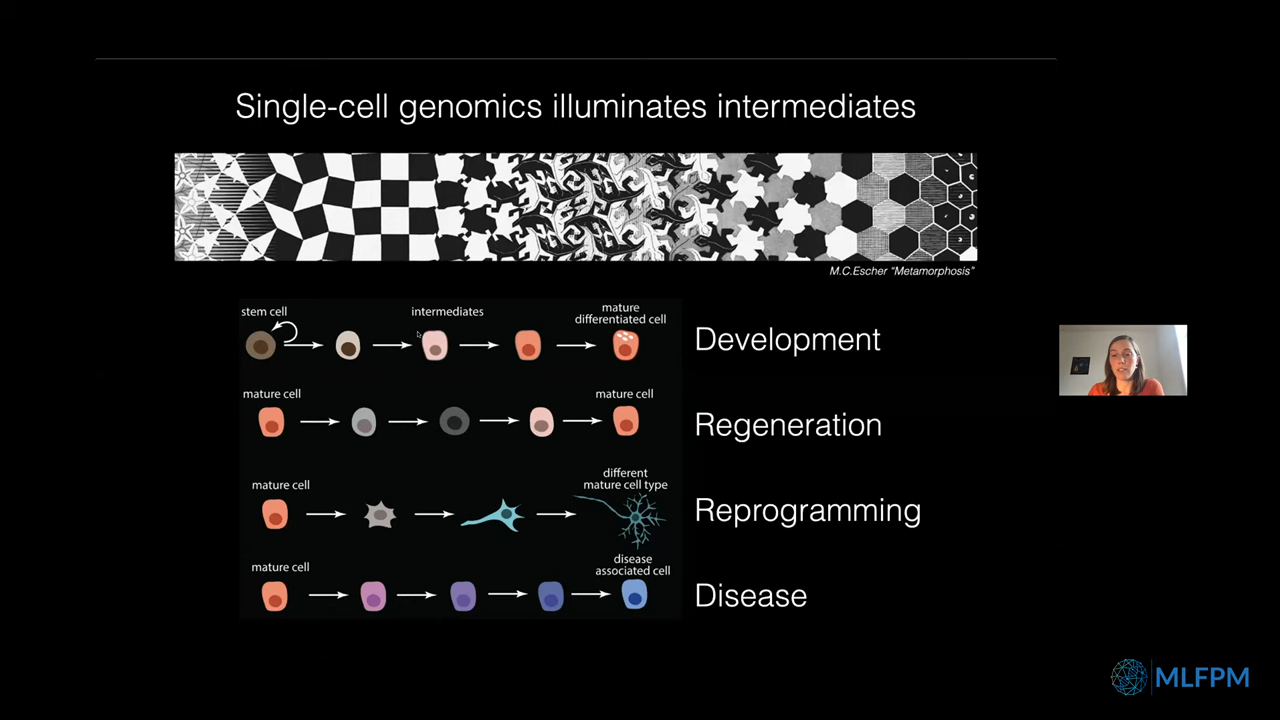 Single-cell genomics illuminates intermediates
M.C.Escher “Metamorphosis”
stem cell
intermediates
mature
differentiated cell
Development
mature cell
mature cell
Regeneration
mature cell
different
mature cell type
Reprogramming
mature cell
disease
associated cell
Disease
MLFPM